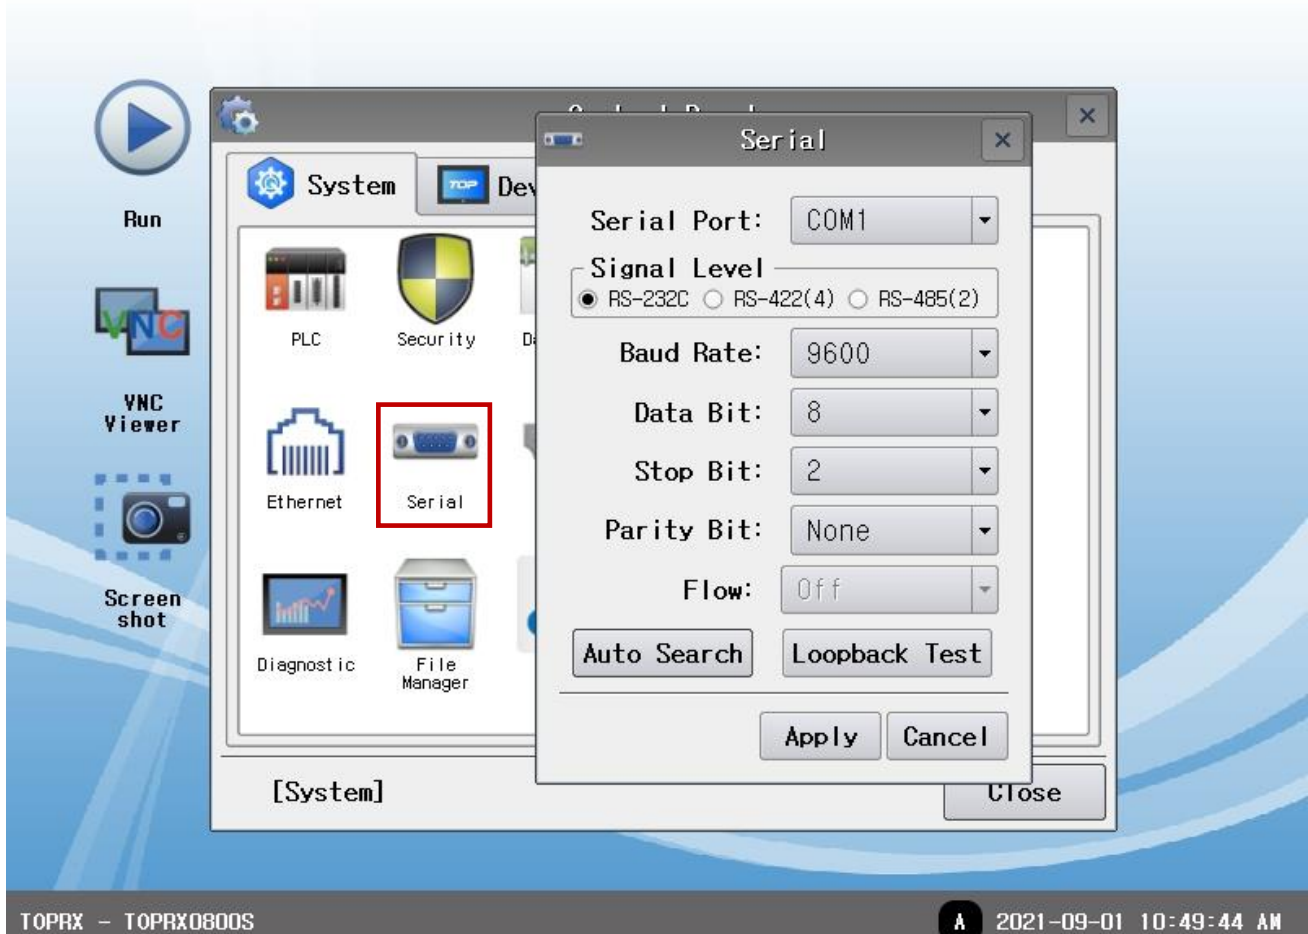 Run
VNC
Viewer
Screen
shot
System
TOP
PLC
Security
Ethernet
Serial
Diagnostic
File
Manager
[System]
Close
Serial
Serial Port: COM1
Signal Level
RS-232C RS-422(4) RS-485(2)
Baud Rate: 9600
Data Bit: 8
Stop Bit: 2
Parity Bit: None
Flow: Off
Auto Search Loopback Test
Apply Cancel
TOPRX - TOPRX0800S
A 2021-09-01 10:49:44 AM